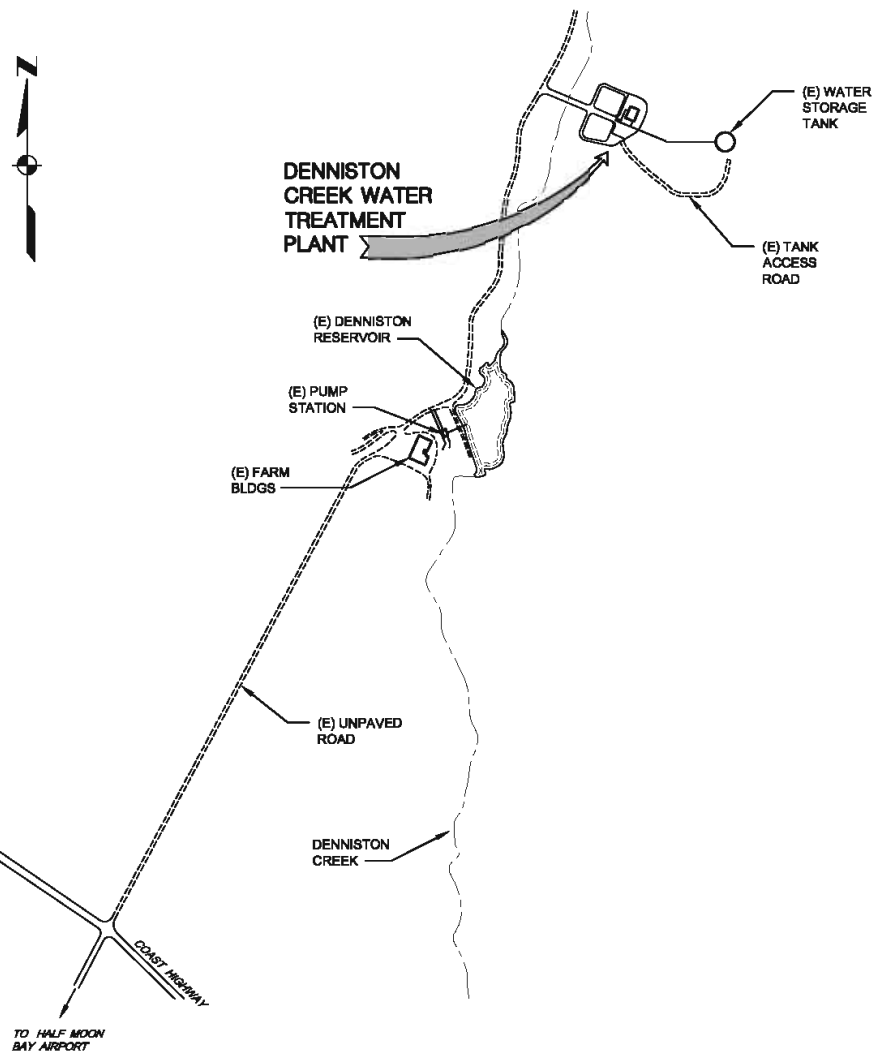 N
(E) WATER
STORAGE
TANK
DENNISTON
CREEK WATER
TREATMENT
PLANT
(E) TANK
ACCESS
ROAD
(E) DENNISTON
RESERVOIR
(E) PUMP
STATION
(E) FARM
BLDGS
(E) UNPAVED
ROAD
DENNISTON
CREEK
COAST HIGHWAY
TO HALF MOON
BAY AIRPORT